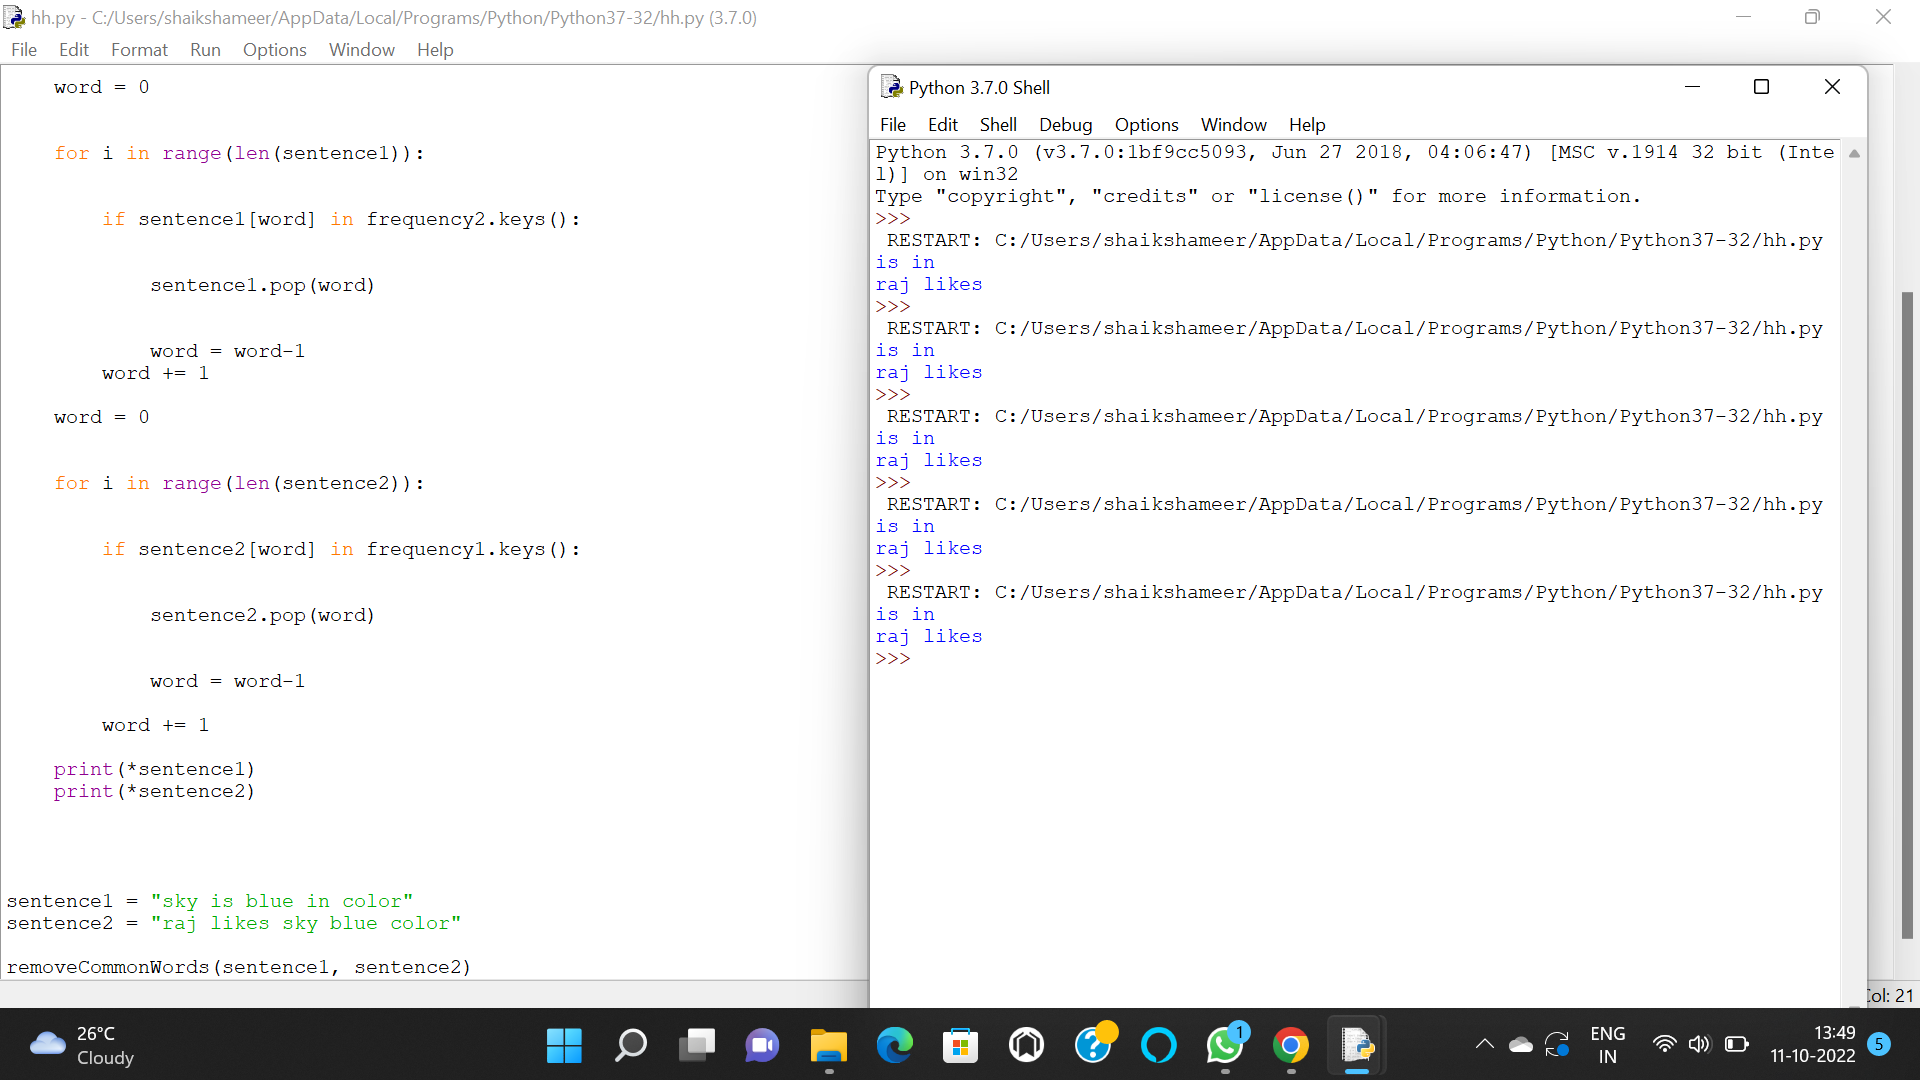 hh.py - C:/Users/shaikshameer/AppData/Local/Programs/Python/Python37-32/hh.py (3.7.0)
File Edit Format Run Options Window Help
    word = 0
    for i in range(len(sentence1)):
        if sentence1[word] in frequency2.keys():
            sentence1.pop(word)
            word = word-1
        word += 1
    word = 0
    for i in range(len(sentence2)):
        if sentence2[word] in frequency1.keys():
            sentence2.pop(word)
            word = word-1
        word += 1
    print(*sentence1)
    print(*sentence2)
sentence1 = "sky is blue in color"
sentence2 = "raj likes sky blue color"
removeCommonWords(sentence1, sentence2)
Python 3.7.0 Shell
File Edit Shell Debug Options Window Help
Python 3.7.0 (v3.7.0:1bf9cc5093, Jun 27 2018, 04:06:47) [MSC v.1914 32 bit (Inte
l)] on win32
Type "copyright", "credits" or "license()" for more information.
>>>
 RESTART: C:/Users/shaikshameer/AppData/Local/Programs/Python/Python37-32/hh.py
is in
raj likes
>>>
 RESTART: C:/Users/shaikshameer/AppData/Local/Programs/Python/Python37-32/hh.py
is in
raj likes
>>>
 RESTART: C:/Users/shaikshameer/AppData/Local/Programs/Python/Python37-32/hh.py
is in
raj likes
>>>
 RESTART: C:/Users/shaikshameer/AppData/Local/Programs/Python/Python37-32/hh.py
is in
raj likes
>>>
 RESTART: C:/Users/shaikshameer/AppData/Local/Programs/Python/Python37-32/hh.py
is in
raj likes
>>>
Col: 21
26°C
Cloudy
1
ENG
IN
13:49
11-10-2022
5